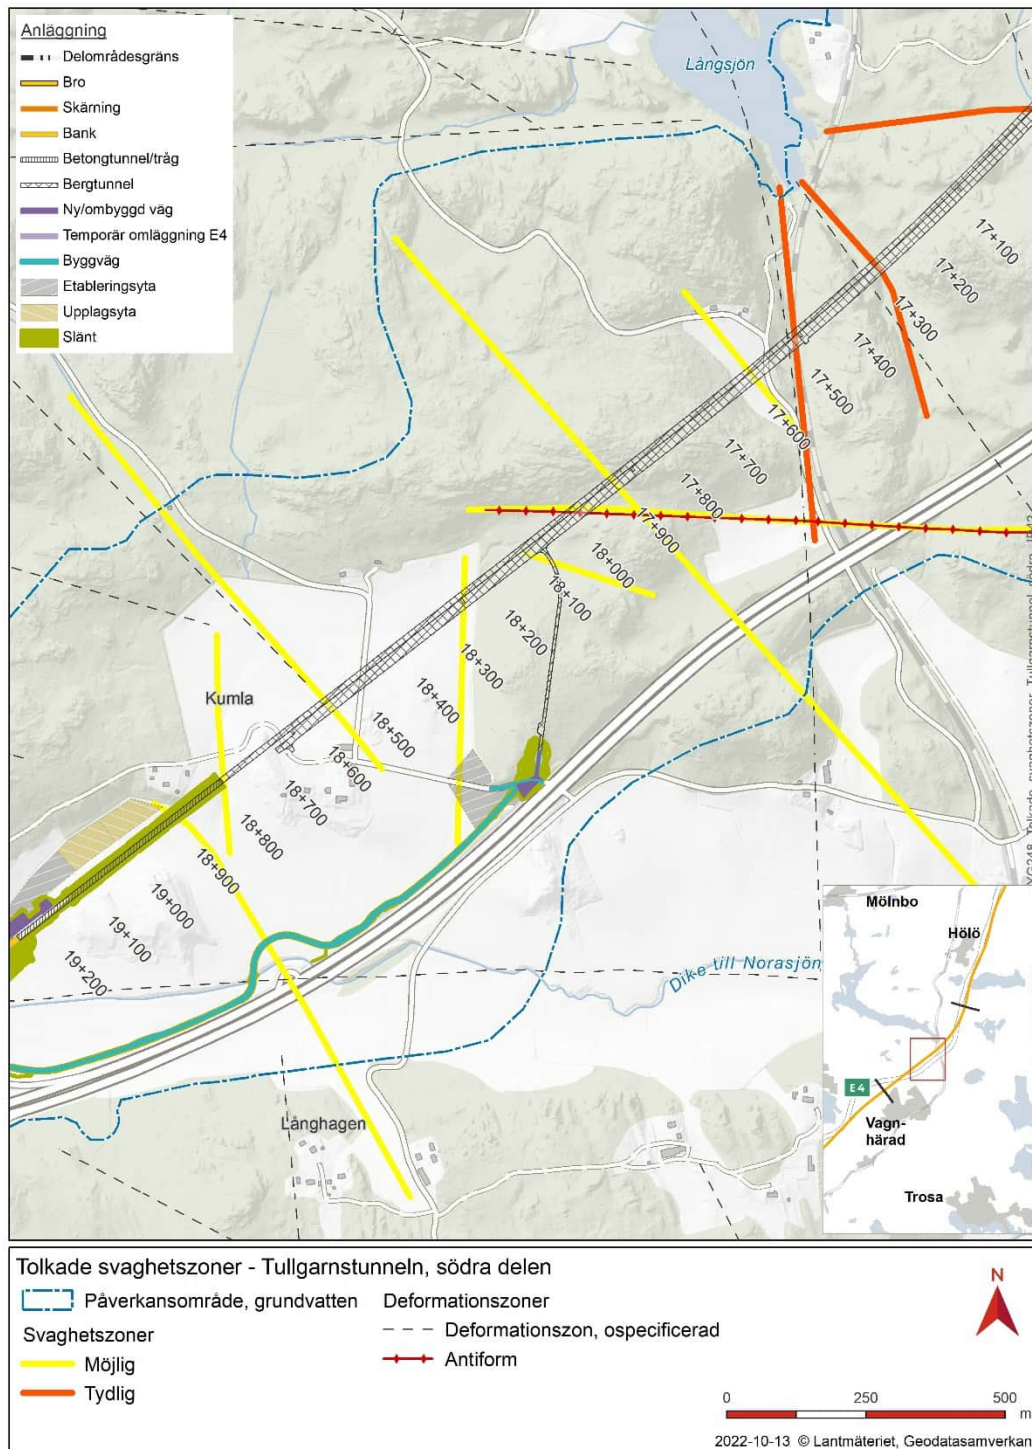 Anläggning
Delområdesgräns
Bro
Skärning
Bank
Betongtunnel/tråg
Bergtunnel
Ny/ombyggd väg
Temporär omläggning E4
Byggväg
Etableringsyta
Upplagsyta
Slänt
Långsjön
17+100
17+200
17+300
17+400
17+500
17+600
17+700
17+800
17+900
18+000
18+100
18+200
18+300
18+400
18+500
18+600
18+700
18+800
18+900
19+000
19+100
19+200
Kumla
Dike till Norasjön
Långhagen
Mölnbo
Hölö
E4
Vagn-
härad
Trosa
Tolkade svaghetszoner - Tullgarnstunneln, södra delen
Påverkansområde, grundvatten
Svaghetszoner
Möjlig
Tydlig
Deformationszoner
Deformationszon, ospecificerad
Antiform
N
0 250 500
m
2022-10-13 © Lantmäteriet, Geodatasamverkan